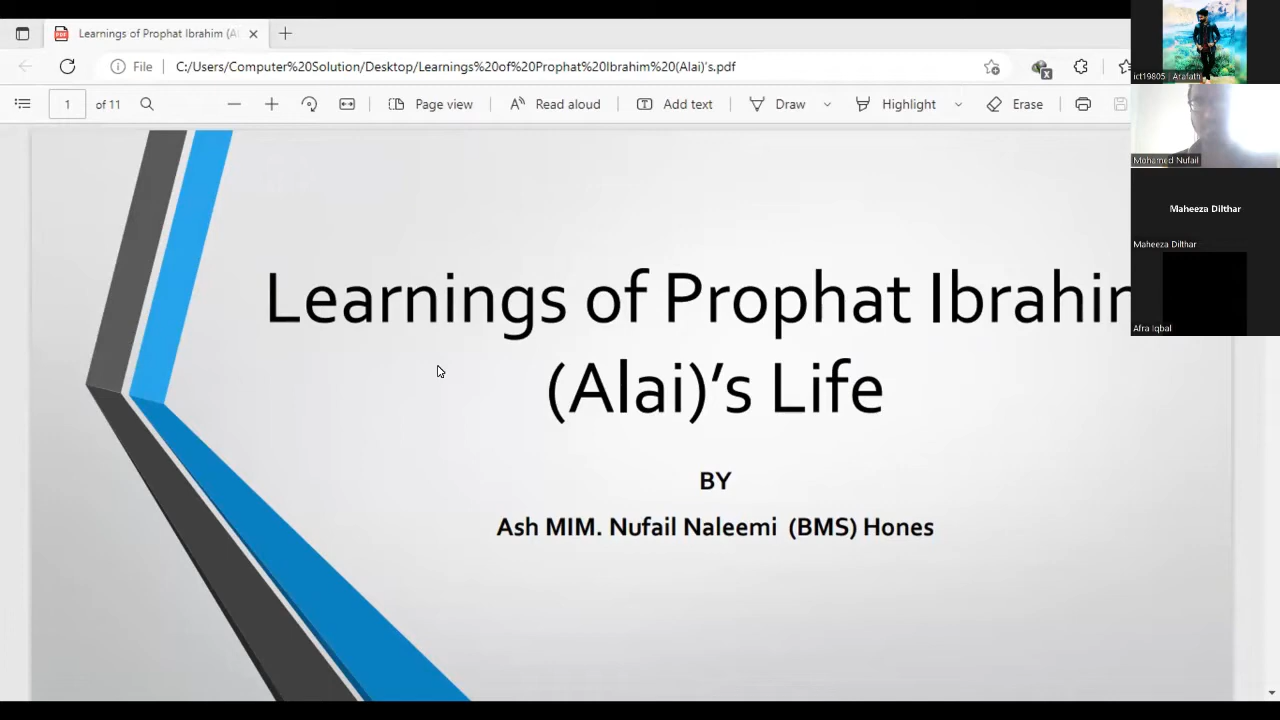 Learnings of Prophat Ibrahim (A
File
C:/Users/Computer%20Solution/Desktop/Learnings%20of%20Prophat%20Ibrahim%20(Alai)'s.pdf
1 of 11
Page view
Read aloud
Add text
Draw
Highlight
Erase
Learnings of Prophat Ibrahim
(Alai)'s Life
BY
Ash MIM. Nufail Naleemi (BMS) Hones
ict19805 | Arafath
Mohamed Nufail
Maheeza Dilthar
Maheeza Dilthar
Afra Iqbal